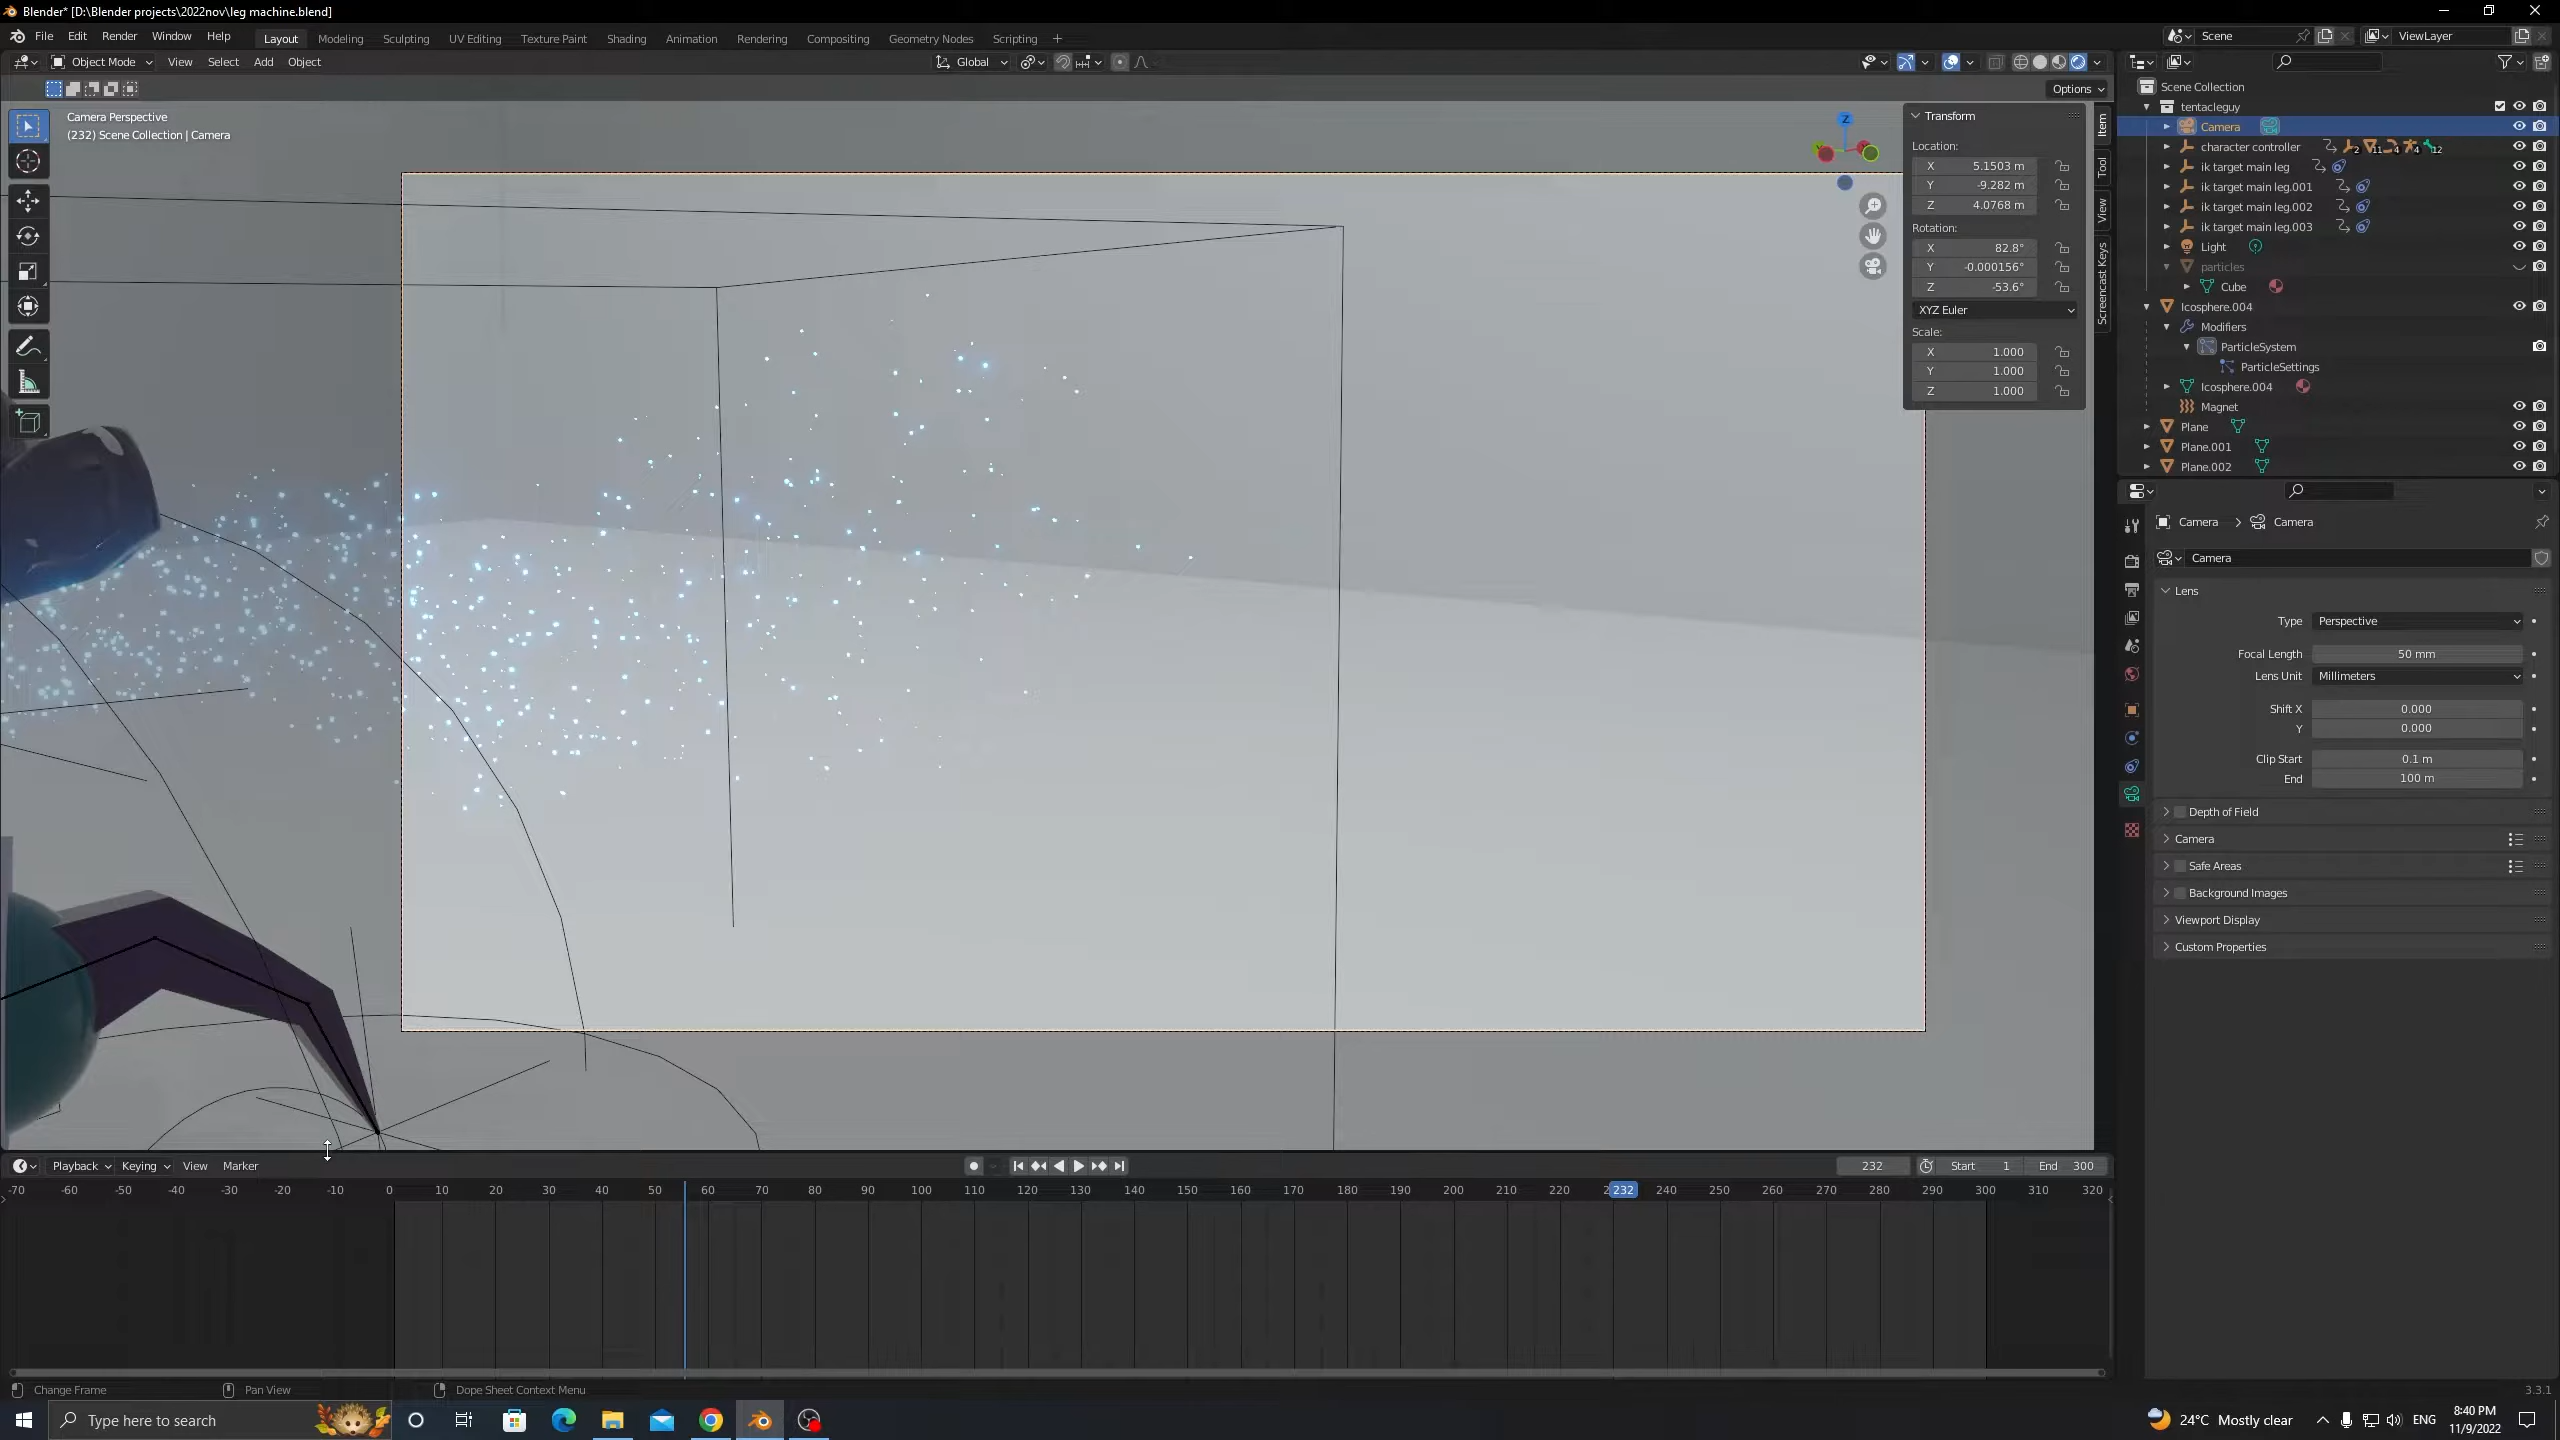 Blender* [D:\Blender projects\2022nov\leg machine.blend]
File Edit Render Window Help Layout Modeling Sculpting UV Editing Texture Paint Shading Animation Rendering Compositing Geometry Nodes Scripting + Scene ViewLayer
Object Mode View Select Add Object Global
Options
Camera Perspective
(232) Scene Collection | Camera
Z
Transform
Location:
X 5.1503 m
Y -9.282 m
Z 4.0768 m
Rotation:
X 82.8°
Y -0.000156°
Z -53.6°
XYZ Euler
Scale:
X 1.000
Y 1.000
Z 1.000
Item
Tool
View
Screencast Keys
Scene Collection
tentacleguy
Camera
character controller 2 11 4 4 12
ik target main leg
ik target main leg.001
ik target main leg.002
ik target main leg.003
Light
particles
Cube
Icosphere.004
Modifiers
ParticleSystem
ParticleSettings
Icosphere.004
Magnet
Plane
Plane.001
Plane.002
Camera > Camera
Camera
Lens
Type Perspective
Focal Length 50 mm
Lens Unit Millimeters
Shift X 0.000
Y 0.000
Clip Start 0.1 m
End 100 m
Depth of Field
Camera
Safe Areas
Background Images
Viewport Display
Custom Properties
Playback Keying View Marker 232 Start 1 End 300
-70 -60 -50 -40 -30 -20 -10 0 10 20 30 40 50 60 70 80 90 100 110 120 130 140 150 160 170 180 190 200 210 220 232 240 250 260 270 280 290 300 310 320
Change Frame Pan View Dope Sheet Context Menu 3.3.1
Type here to search 24°C Mostly clear ENG 8:40 PM
11/9/2022